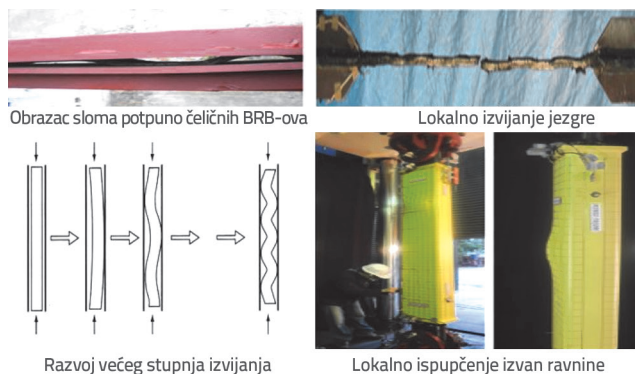 Obrazac sloma potpuno čeličnih BRB-ova
Lokalno izvijanje jezgre
Razvoj većeg stupnja izvijanja
Lokalno ispupčenje izvan ravnine